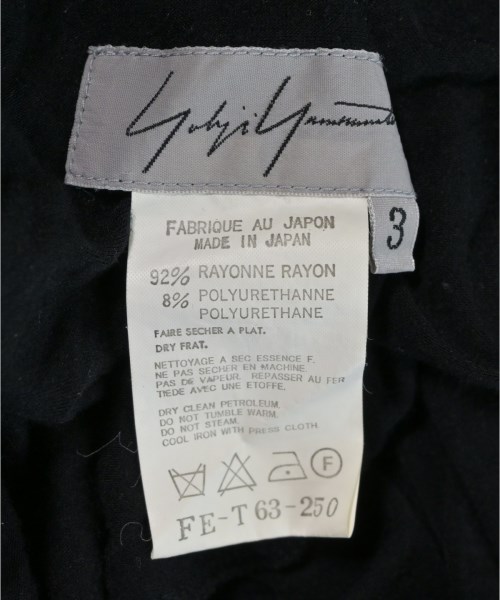 Yohji Yamamoto
3
FABRIQUE AU JAPON
MADE IN JAPAN
92% RAYONNE RAYON
8% POLYURETHANNE
POLYURETHANE
FAIRE SECHER A PLAT.
DRY FRAT.
NETTOYAGE A SEC ESSENCE F.
NE PAS SECHER EN MACHINE
PAS DE VAPEUR. REPASSER AU FER
TIEDE AVEC UNE ETOFFE.
DRY CLEAN PETROLEUM.
DO NOT TUMBLE WARM.
DO NOT STEAM.
COOL IRON WITH PRESS CLOTH.
F
FE-T63-250